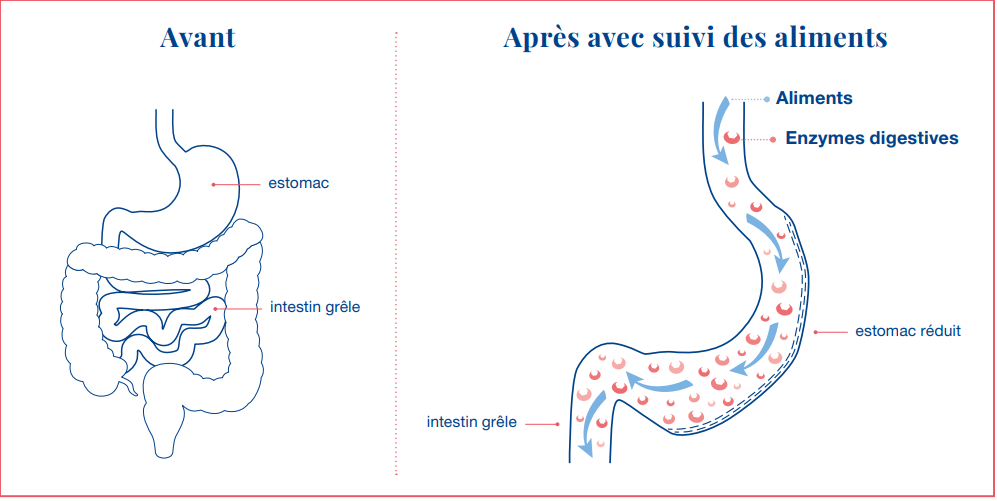 Avant
estomac
intestin grêle
Après avec suivi des aliments
Aliments
Enzymes digestives
estomac réduit
intestin grêle